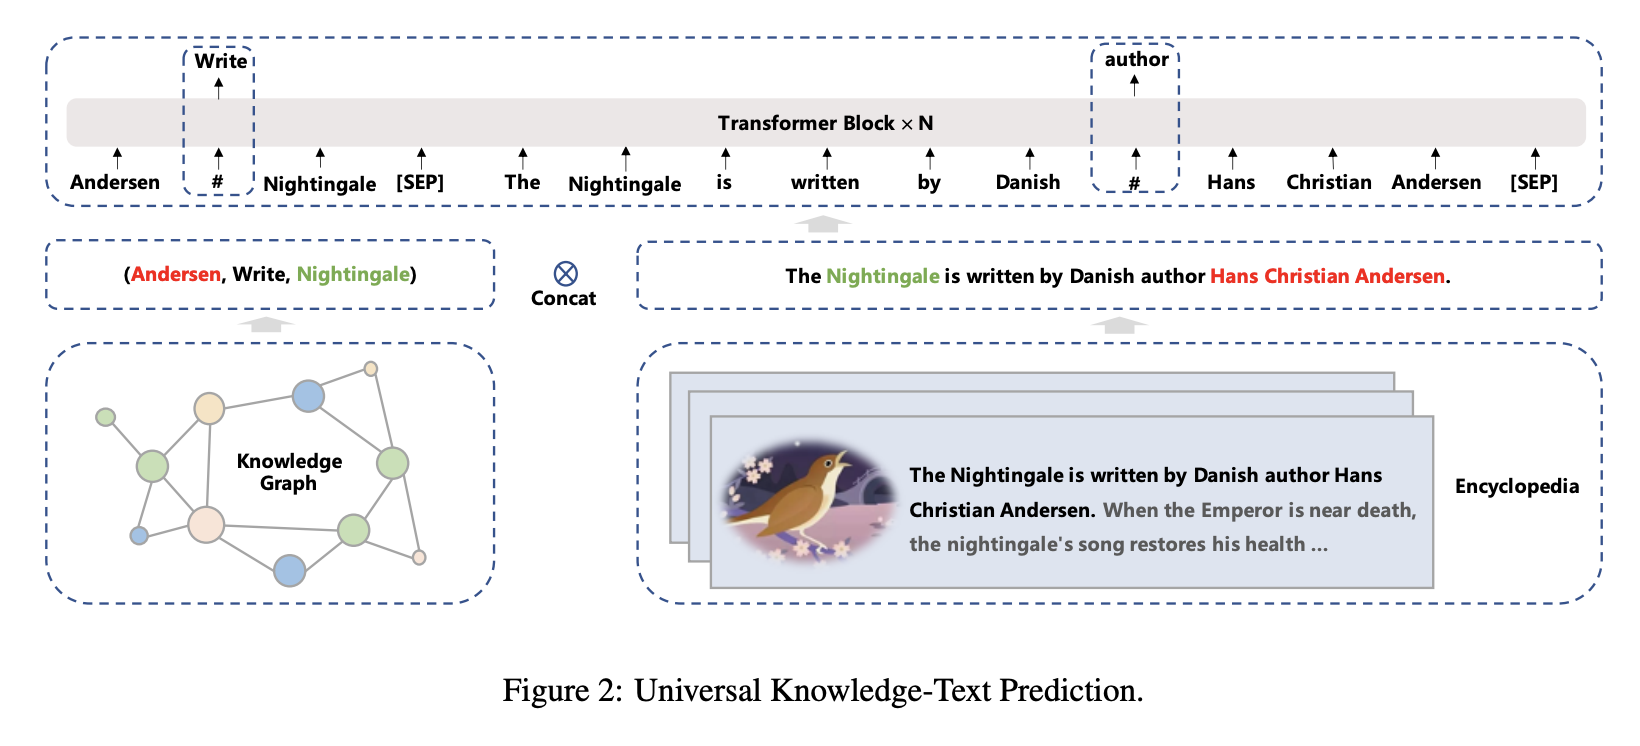 Write author
Transformer Block × N
Andersen # Nightingale [SEP] The Nightingale is written by Danish # Hans Christian Andersen [SEP]
(Andersen, Write, Nightingale)
Concat
The Nightingale is written by Danish author Hans Christian Andersen.
Knowledge
Graph
The Nightingale is written by Danish author Hans
Christian Andersen. When the Emperor is near death,
the nightingale's song restores his health ...
Encyclopedia
Figure 2: Universal Knowledge-Text Prediction.